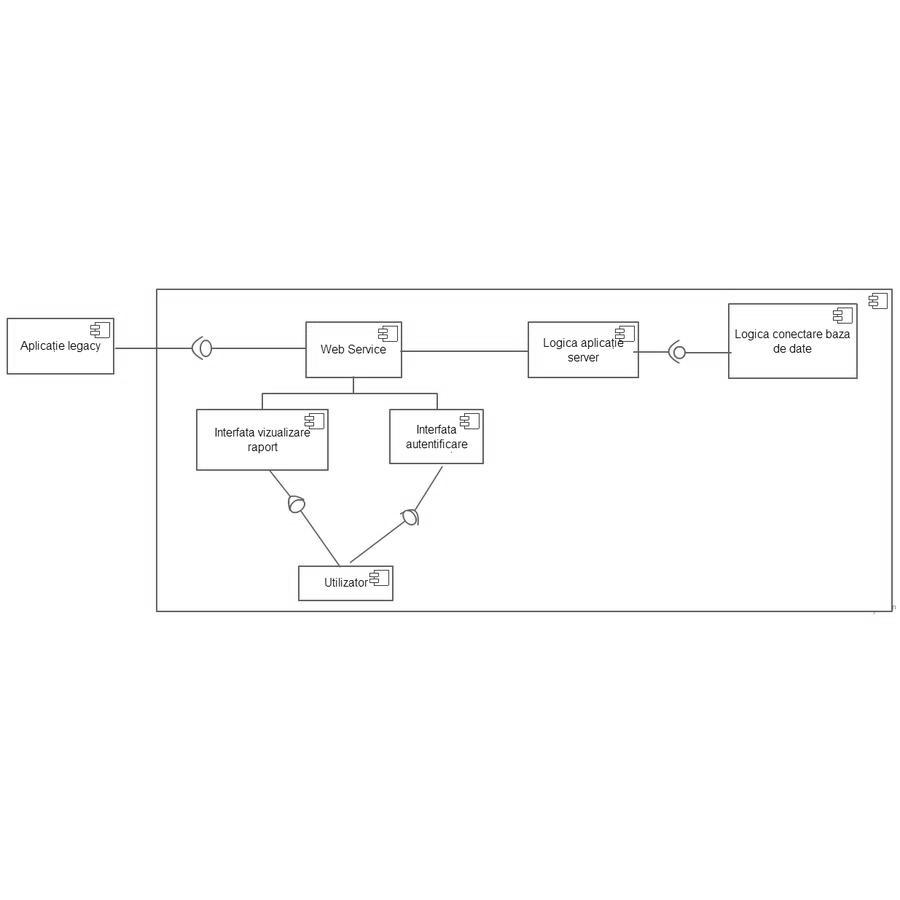 Aplicație legacy
Web Service
Logica aplicație
server
Logica conectare baza
de date
Interfata vizualizare
raport
Interfata
autentificare
Utilizator